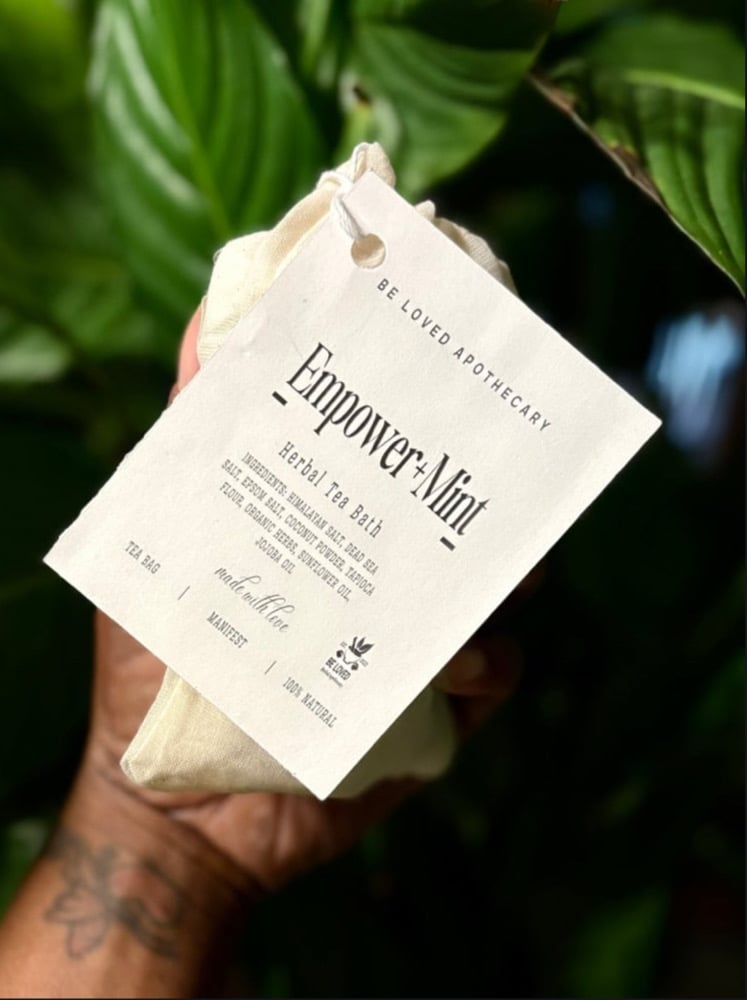 BE LOVED APOTHECARY
Empower+Mint
Herbal Tea Bath
INGREDIENTS: HIMALAYAN SALT, DEAD SEA
SALT, EPSOM SALT, COCONUT POWDER, TAPIOCA
FLOUR, ORGANIC HERBS, SUNFLOWER OIL,
JOJOBA OIL
made with love
TEA BAG | MANIFEST | 100% NATURAL
BE LOVED